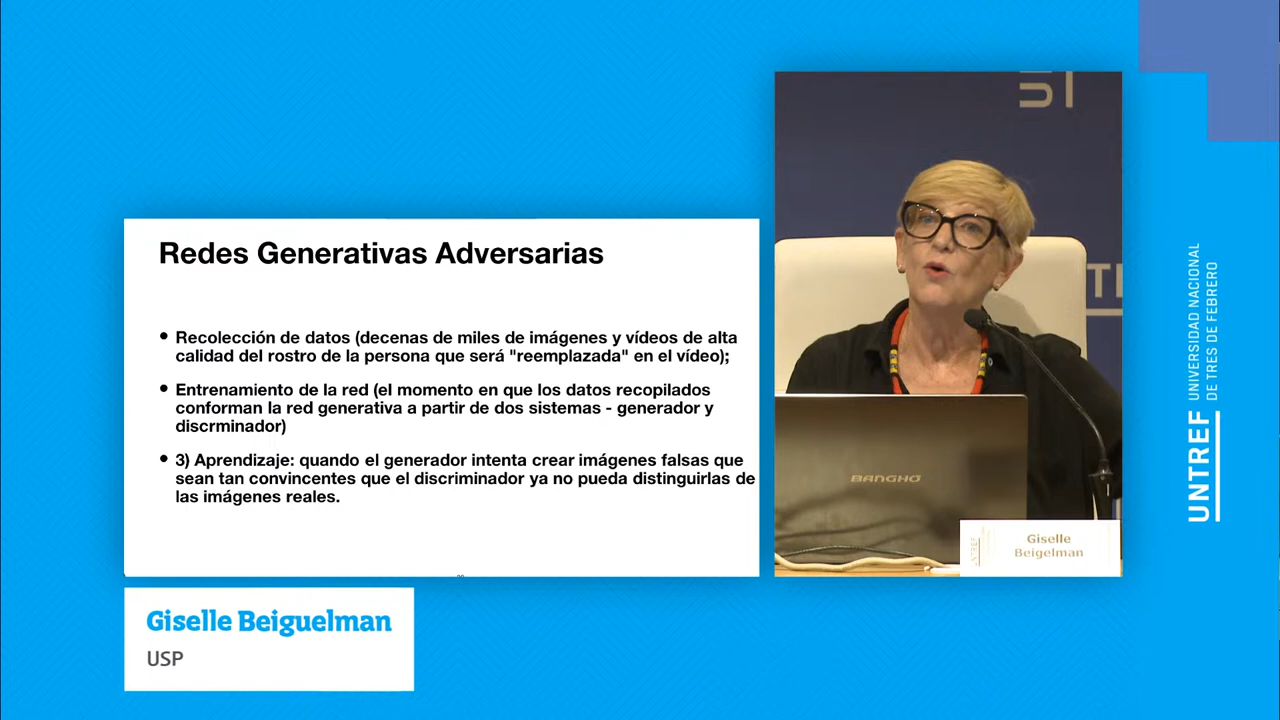 Redes Generativas Adversarias
• Recolección de datos (decenas de miles de imágenes y vídeos de alta
calidad del rostro de la persona que será "reemplazada" en el vídeo);
• Entrenamiento de la red (el momento en que los datos recopilados
conforman la red generativa a partir de dos sistemas - generador y
discrminador)
• 3) Aprendizaje: quando el generador intenta crear imágenes falsas que
sean tan convincentes que el discriminador ya no pueda distinguirlas de
las imágenes reales.
BANGHO
UNTREF
Giselle
Beigelman
Giselle Beiguelman
USP
UNTREF
UNIVERSIDAD NACIONAL
DE TRES DE FEBRERO